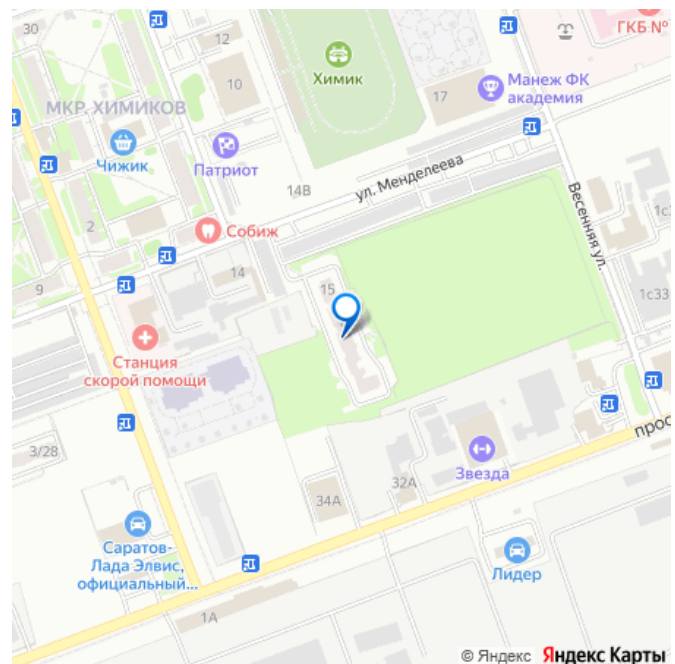 30
12
ГКБ №
10
Химик
17
Манеж ФК
академия
МКР. ХИМИКОВ
Чижик
Патриот
14В
ул. Менделеева
Весенняя ул.
1с
2
Собиж
14
15
9
1с33
Станция
скорой помощи
3/28
Звезда
прос
32А
34А
Саратов-
Лада Элвис,
официальный...
Лидер
1А
© Яндекс Яндекс Карты